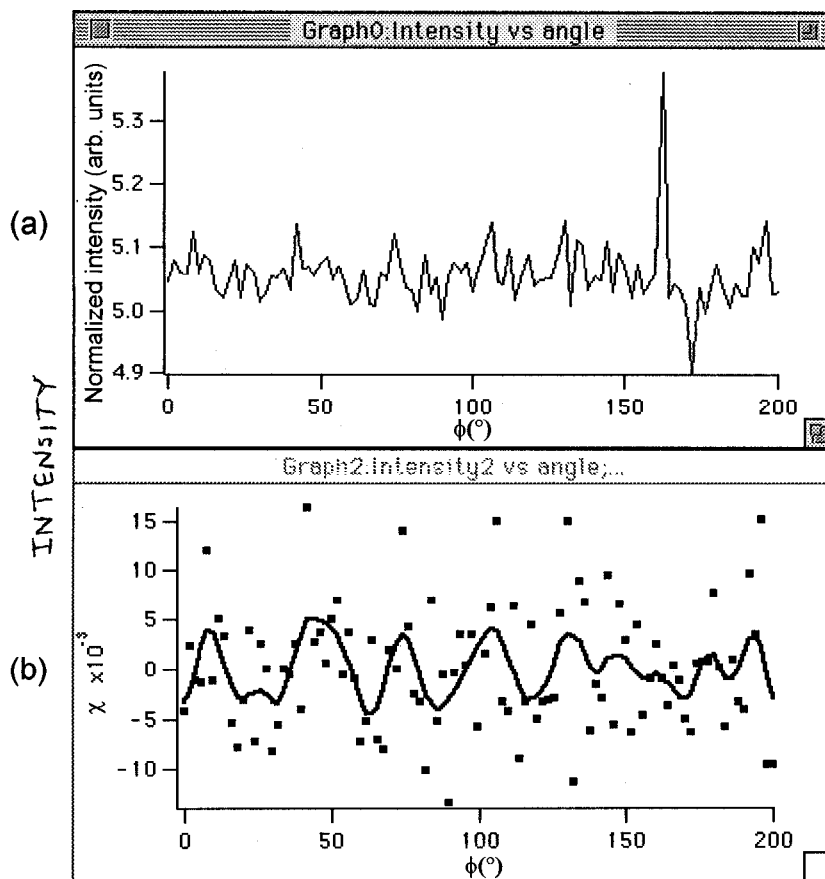 Graph0:Intensity vs angle
Normalized intensity (arb. units)
5.3
5.2
5.1
5.0
4.9
0
50
100
150
200
ϕ(°)
(a)
INTENSITY
Graph2:Intensity2 vs angle;...
χ x10⁻³
15
10
5
0
-5
-10
0
50
100
150
200
ϕ(°)
(b)